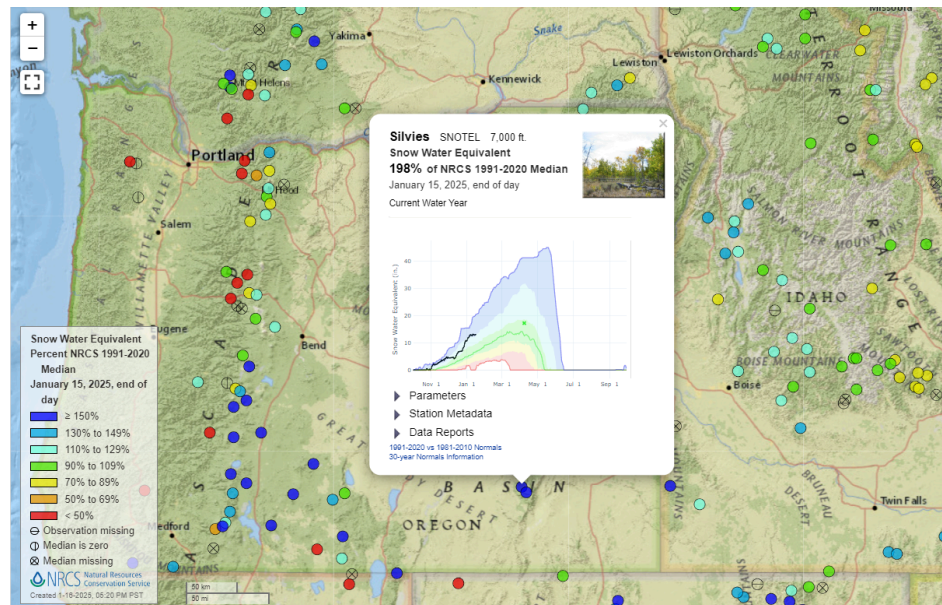 +
−
Yakima
Snake
Missoula
Lewiston Orchards
Lewiston
CLEARWATER
MOUNTAINS
Kennewick
Portland
Salem
WILLAMETTE VALLEY
Bend
SALMON RIVER MOUNTAINS
IDAHO
BOISE MOUNTAINS
Boise
×
Silvies SNOTEL 7,000 ft.
Snow Water Equivalent
198% of NRCS 1991-2020 Median
January 15, 2025, end of day
Current Water Year
Snow Water Equivalent (in.)
40
30
20
10
0
Nov 1
Jan 1
Mar 1
May 1
Jul 1
Sep 1
Parameters
Station Metadata
Data Reports
1991-2020 vs 1981-2010 Normals
30-year Normals Information
GREAT
BASIN
OREGON
BRUNEAU
DESERT
Twin Falls
Medford
Snow Water Equivalent
Percent NRCS 1991-2020
Median
January 15, 2025, end of
day
≥ 150%
130% to 149%
110% to 129%
90% to 109%
70% to 89%
50% to 69%
< 50%
Observation missing
Median is zero
Median missing
NRCS Natural Resources
Conservation Service
Created 1-16-2025, 05:20 PM PST
50 km
50 mi